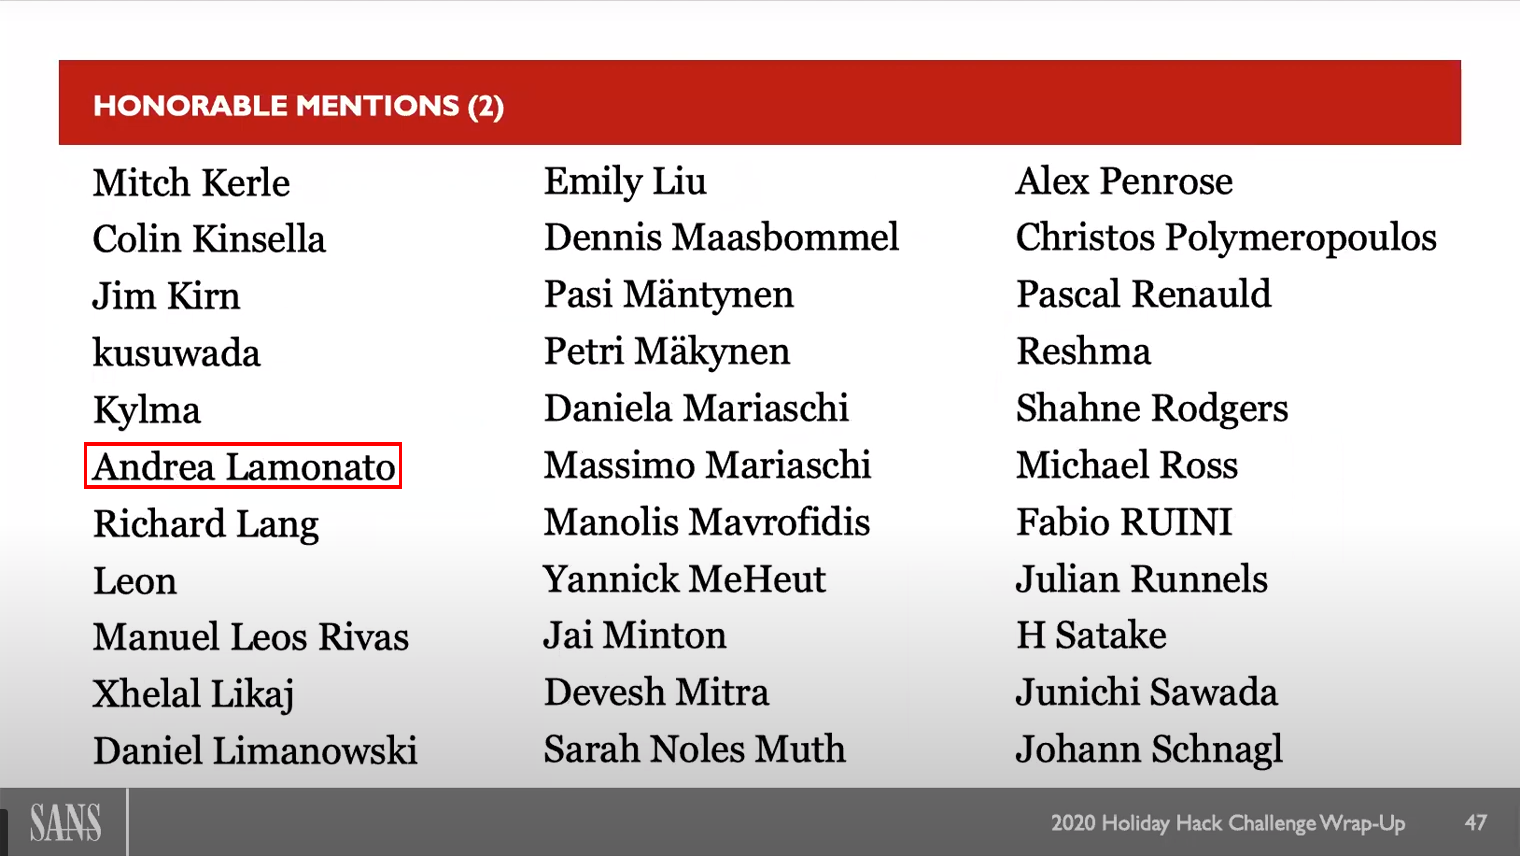 HONORABLE MENTIONS (2)
Mitch Kerle
Colin Kinsella
Jim Kirn
kusuwada
Kylma
Andrea Lamonato
Richard Lang
Leon
Manuel Leos Rivas
Xhelal Likaj
Daniel Limanowski
Emily Liu
Dennis Maasbommel
Pasi Mäntynen
Petri Mäkynen
Daniela Mariaschi
Massimo Mariaschi
Manolis Mavrofidis
Yannick MeHeut
Jai Minton
Devesh Mitra
Sarah Noles Muth
Alex Penrose
Christos Polymeropoulos
Pascal Renauld
Reshma
Shahne Rodgers
Michael Ross
Fabio RUINI
Julian Runnels
H Satake
Junichi Sawada
Johann Schnagl
SANS
2020 Holiday Hack Challenge Wrap-Up
47